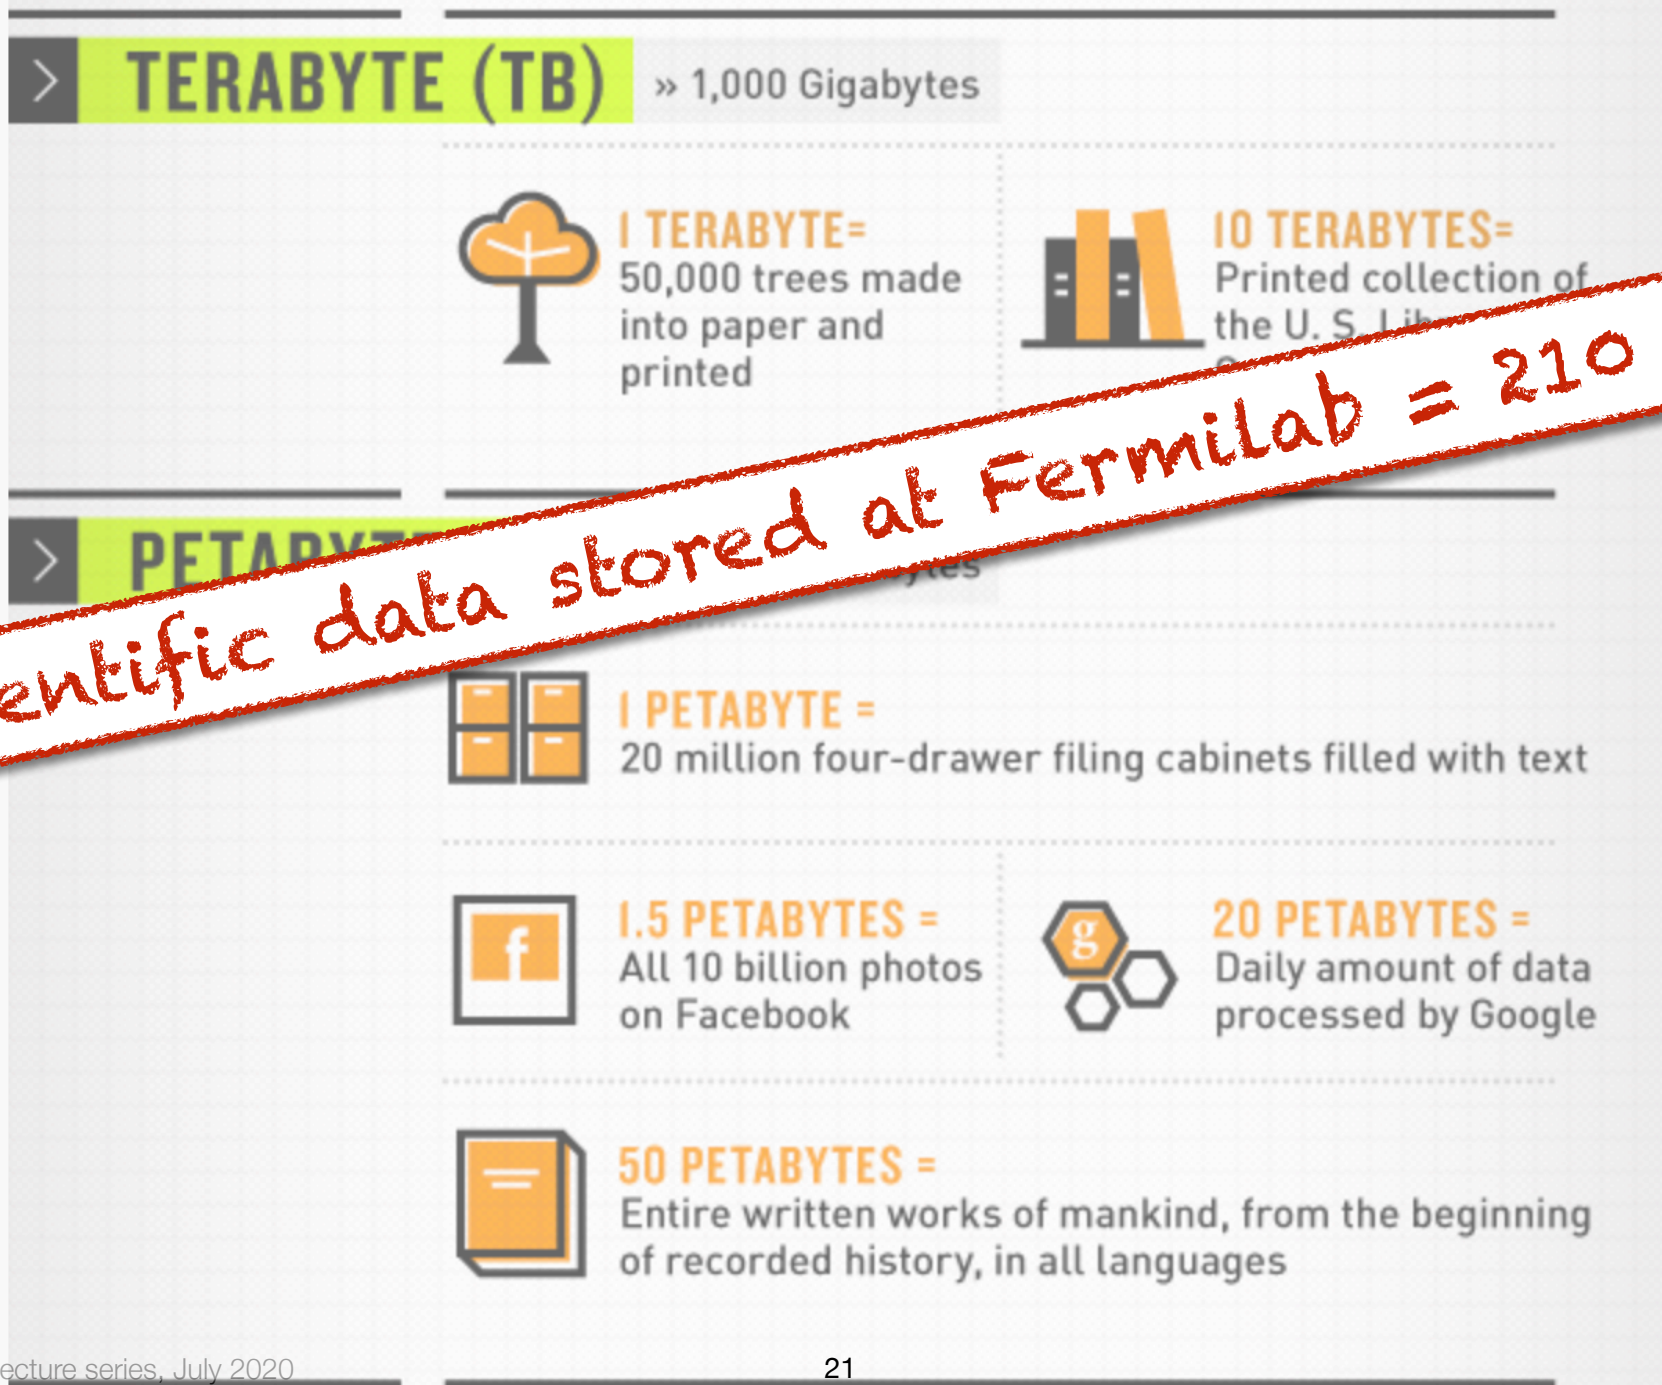 TERABYTE (TB)
» 1,000 Gigabytes
1 TERABYTE=
50,000 trees made
into paper and
printed
10 TERABYTES=
Printed collection of
the U. S.
entific data stored at Fermilab = 210
1 PETABYTE =
20 million four-drawer filing cabinets filled with text
1.5 PETABYTES =
All 10 billion photos
on Facebook
20 PETABYTES =
Daily amount of data
processed by Google
50 PETABYTES =
Entire written works of mankind, from the beginning
of recorded history, in all languages
ecture series, July 2020
21